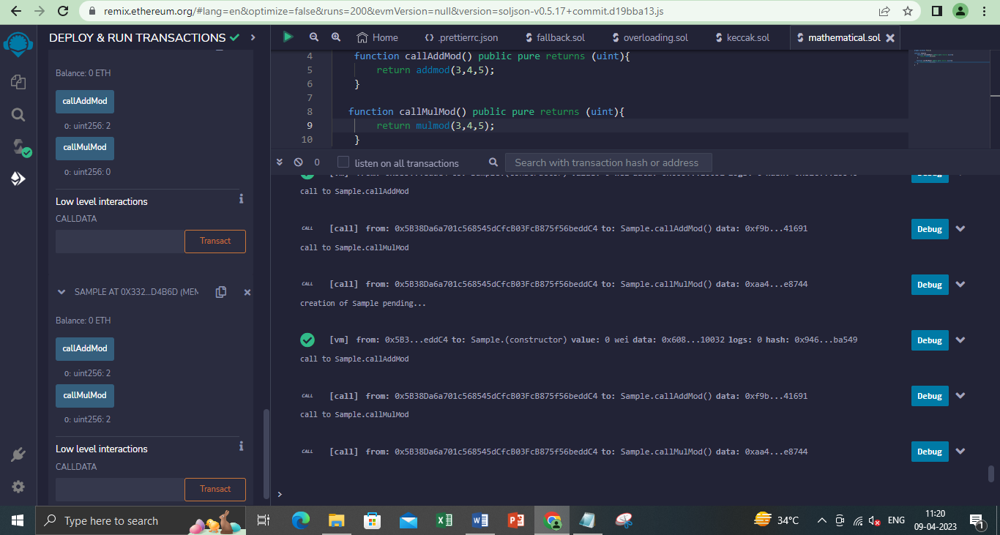 remix.ethereum.org/#lang=en&optimize=false&runs=200&evmVersion=null&version=soljson-v0.5.17+commit.d19bba13.js
DEPLOY & RUN TRANSACTIONS
Balance: 0 ETH
callAddMod
0: uint256: 2
callMulMod
0: uint256: 0
Low level interactions
CALLDATA
Transact
SAMPLE AT 0X332...D4B6D (MEM
Balance: 0 ETH
callAddMod
0: uint256: 2
callMulMod
0: uint256: 2
Low level interactions
CALLDATA
Transact
Home {} .prettierrc.json fallback.sol overloading.sol keccak.sol mathematical.sol
4 function callAddMod() public pure returns (uint){
5 return addmod(3,4,5);
6 }
7
8 function callMulMod() public pure returns (uint){
9 return mulmod(3,4,5);
10 }
0 listen on all transactions Search with transaction hash or address
call to Sample.callAddMod
CALL [call] from: 0x5B38Da6a701c568545dCfcB03FcB875f56beddC4 to: Sample.callAddMod() data: 0xf9b...41691 Debug
call to Sample.callMulMod
CALL [call] from: 0x5B38Da6a701c568545dCfcB03FcB875f56beddC4 to: Sample.callMulMod() data: 0xaa4...e8744 Debug
creation of Sample pending...
[vm] from: 0x5B3...eddC4 to: Sample.(constructor) value: 0 wei data: 0x608...10032 logs: 0 hash: 0x946...ba549 Debug
call to Sample.callAddMod
CALL [call] from: 0x5B38Da6a701c568545dCfcB03FcB875f56beddC4 to: Sample.callAddMod() data: 0xf9b...41691 Debug
call to Sample.callMulMod
CALL [call] from: 0x5B38Da6a701c568545dCfcB03FcB875f56beddC4 to: Sample.callMulMod() data: 0xaa4...e8744 Debug
>
Type here to search
34°C ENG 11:20
09-04-2023
1